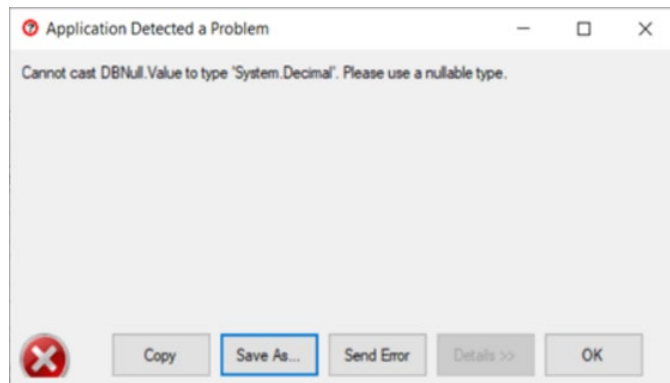 Application Detected a Problem
Cannot cast DBNull.Value to type 'System.Decimal'. Please use a nullable type.
Copy
Save As...
Send Error
Details >>
OK